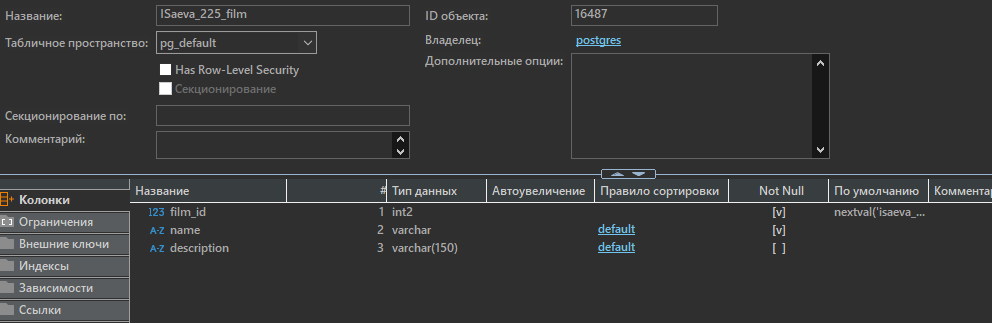 Название: ISaeva_225_film ID объекта: 16487
Табличное пространство: pg_default Владелец: postgres
Has Row-Level Security Дополнительные опции:
Секционирование
Секционирование по:
Комментарий:
Название # Тип данных Автоувеличение Правило сортировки Not Null По умолчанию Коммента
Колонки
Ограничения
Внешние ключи
Индексы
Зависимости
Ссылки
123 film_id 1 int2 [v] nextval('isaeva_...
A-Z name 2 varchar default [v]
A-Z description 3 varchar(150) default [ ]